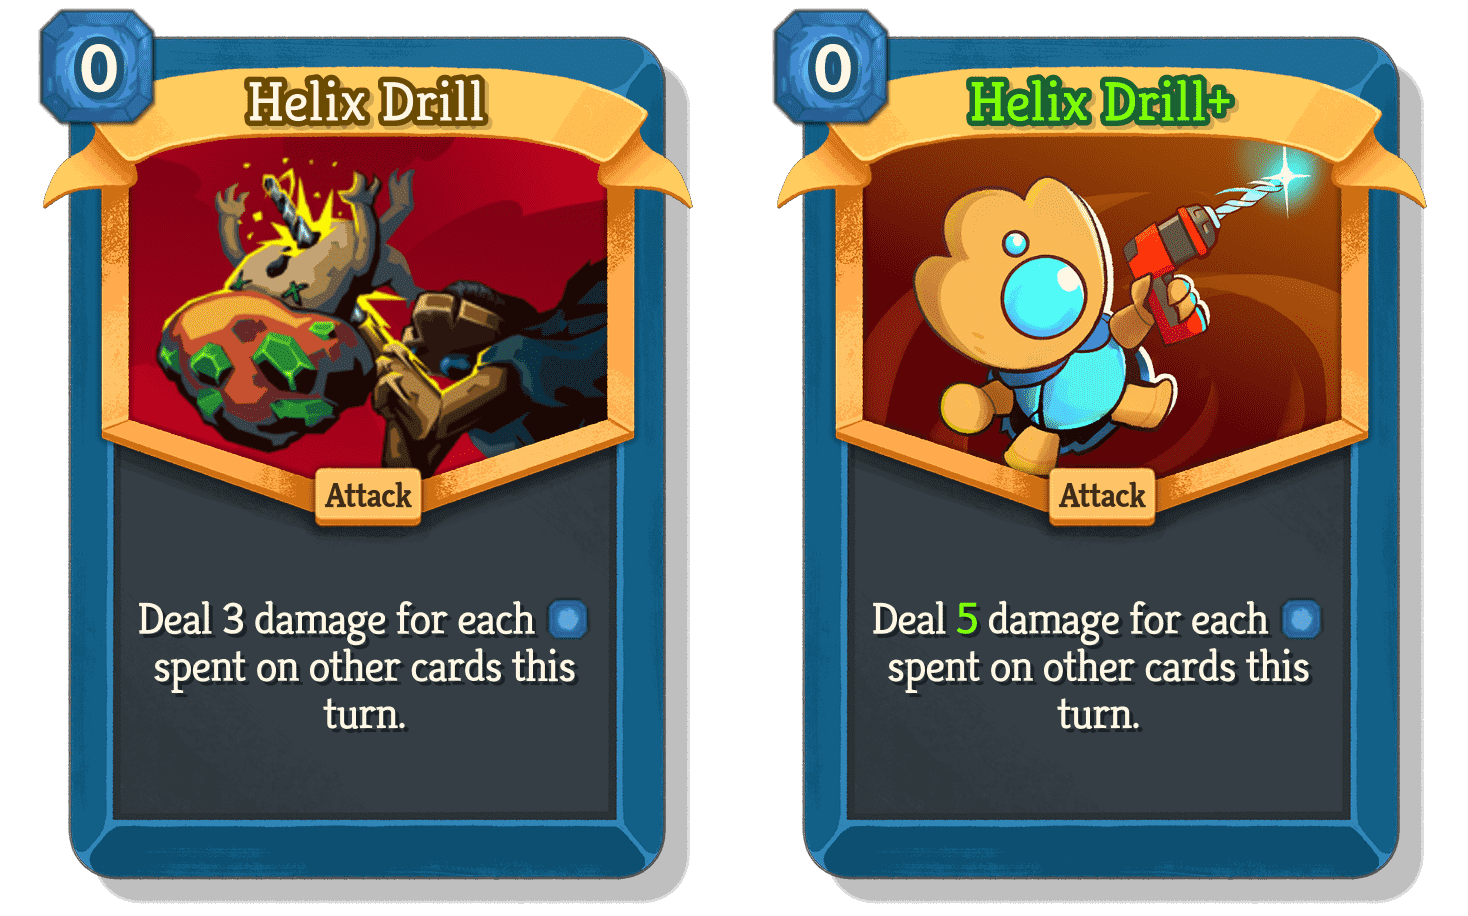 0
Helix Drill
Attack
Deal 3 damage for each
spent on other cards this
turn.
0
Helix Drill+
Attack
Deal 5 damage for each
spent on other cards this
turn.